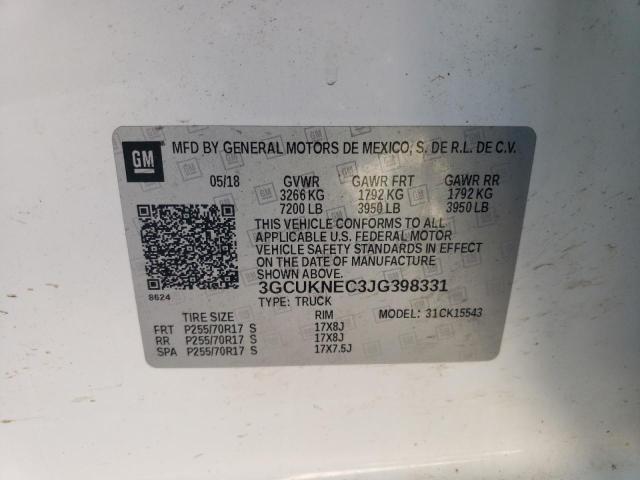 GM
MFD BY GENERAL MOTORS DE MEXICO, S. DE R.L. DE C.V.
05/18 GVWR GAWR FRT GAWR RR
3266 KG 1792 KG 1792 KG
7200 LB 3950 LB 3950 LB
THIS VEHICLE CONFORMS TO ALL
APPLICABLE U.S. FEDERAL MOTOR
VEHICLE SAFETY STANDARDS IN EFFECT
ON THE DATE OF MANUFACTURE
SHOWN ABOVE.
8624
3GCUKNEC3JG398331
TYPE: TRUCK
TIRE SIZE RIM MODEL: 31CK15543
FRT P255/70R17 S 17X8J
RR P255/70R17 S 17X8J
SPA P255/70R17 S 17X7.5J